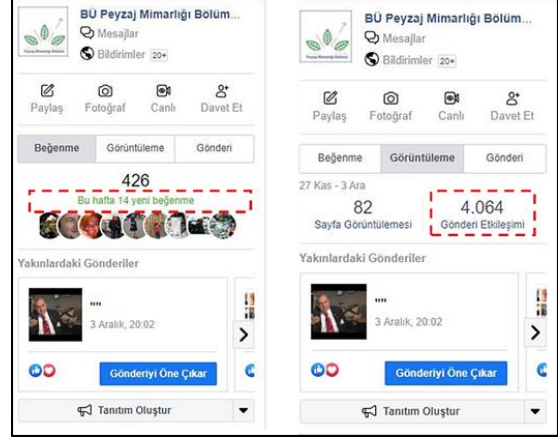 BÜ Peyzaj Mimarlığı Bölüm...
Mesajlar
Bildirimler 20+
Paylaş Fotoğraf Canlı Davet Et
Beğenme Görüntüleme Gönderi
426
Bu hafta 14 yeni beğenme
Yakınlardaki Gönderiler
""
3 Aralık, 20:02
Gönderiyi Öne Çıkar
Tanıtım Oluştur
BÜ Peyzaj Mimarlığı Bölüm...
Mesajlar
Bildirimler 20+
Paylaş Fotoğraf Canlı Davet Et
Beğenme Görüntüleme Gönderi
27 Kas - 3 Ara
82 4.064
Sayfa Görüntülemesi Gönderi Etkileşimi
Yakınlardaki Gönderiler
""
3 Aralık, 20:02
Gönderiyi Öne Çıkar
Tanıtım Oluştur